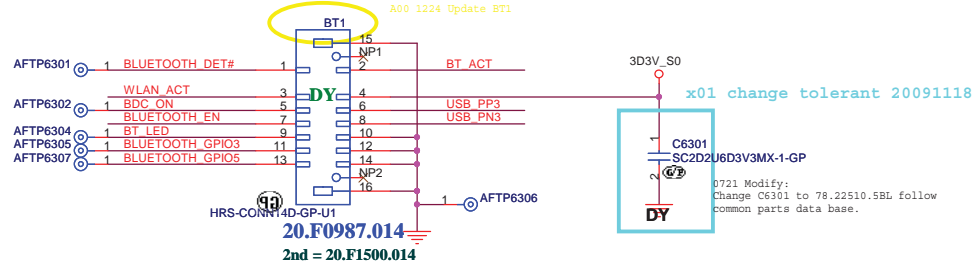 A00 1224 Update BT1
BT1
15
NP1
AFTP6301 1 BLUETOOTH_DET# 1 2 BT_ACT
3D3V_S0
WLAN_ACT 3 4
x01 change tolerant 20091118
DY
AFTP6302 1 BDC_ON 5 6 USB_PP3
BLUETOOTH_EN 7 8 USB_PN3
AFTP6304 1 BT_LED 9 10
AFTP6305 1 BLUETOOTH_GPIO3 11 12
AFTP6307 1 BLUETOOTH_GPIO5 13 14
1 C6301
SC2D2U6D3V3MX-1-GP
2
NP2
16
0721 Modify:
Change C6301 to 78.22510.5BL follow
common parts data base.
1 AFTP6306
DY
HRS-CONN14D-GP-U1
20.F0987.014
2nd = 20.F1500.014